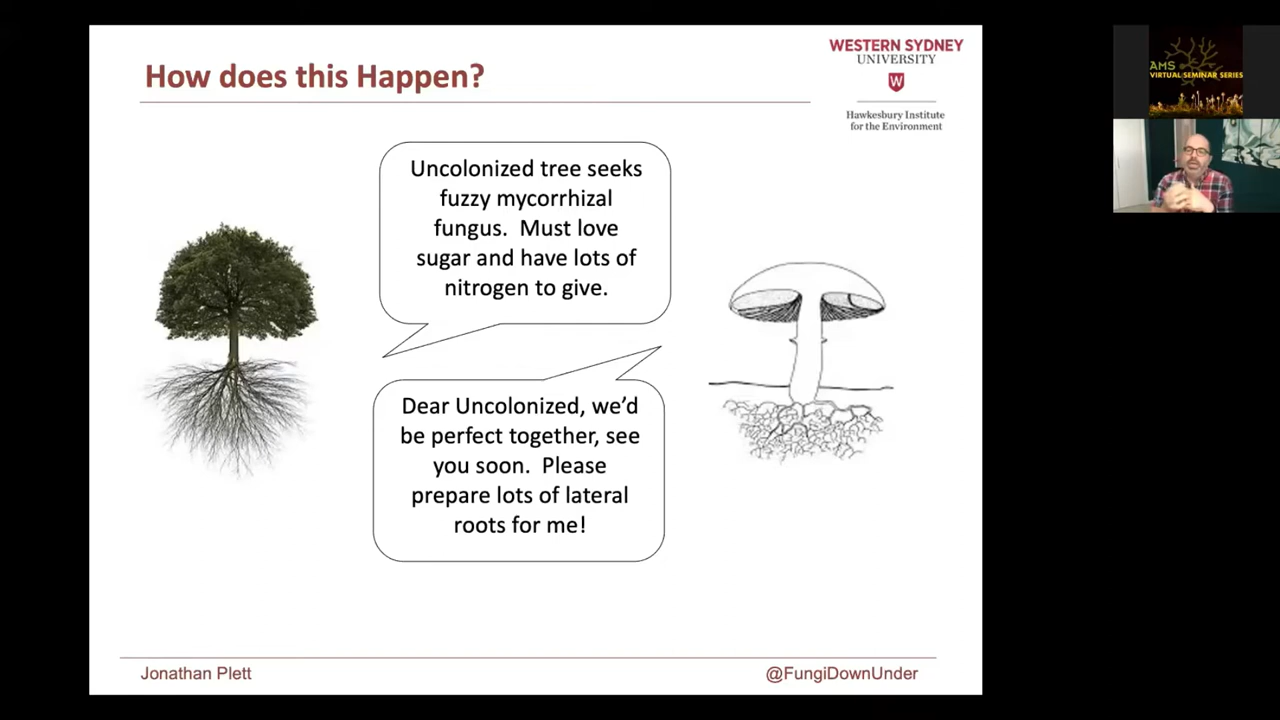 How does this Happen?
WESTERN SYDNEY
UNIVERSITY
W
Hawkesbury Institute
for the Environment
AMS
VIRTUAL SEMINAR SERIES
Uncolonized tree seeks
fuzzy mycorrhizal
fungus. Must love
sugar and have lots of
nitrogen to give.
Dear Uncolonized, we’d
be perfect together, see
you soon. Please
prepare lots of lateral
roots for me!
Jonathan Plett
@FungiDownUnder